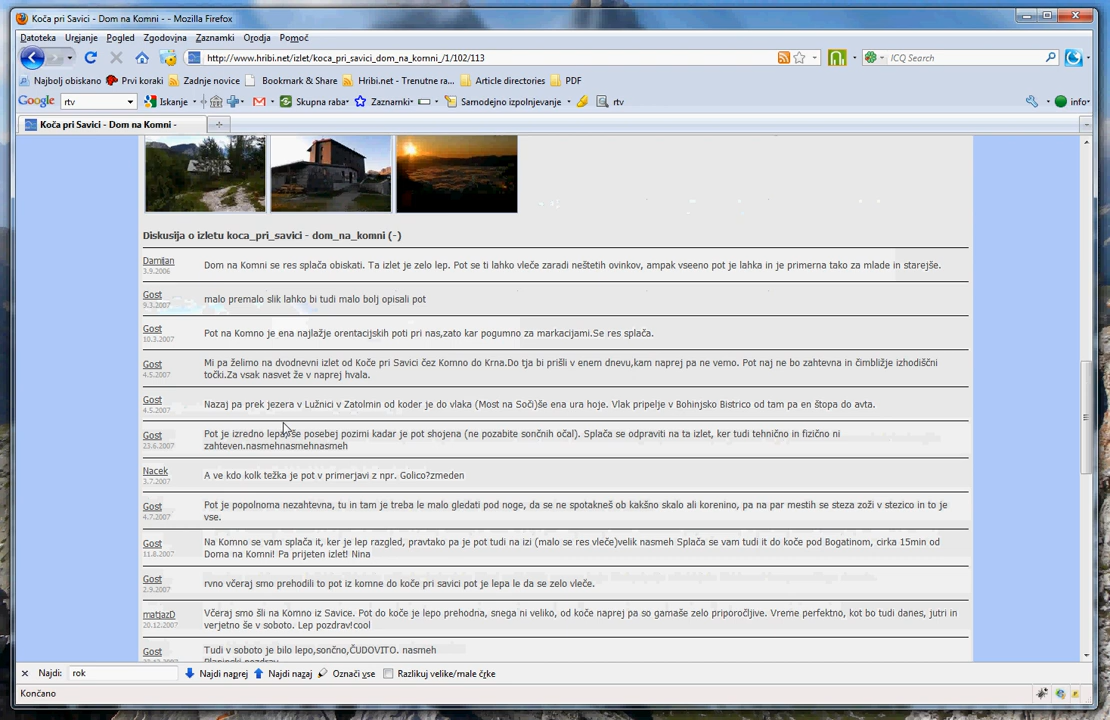 Koča pri Savici - Dom na Komni - - Mozilla Firefox
Datoteka Urejanje Pogled Zgodovina Zaznamki Orodja Pomoč
http://www.hribi.net/izlet/koca_pri_savici_dom_na_komni_/1/102/113
ICQ Search
Najbolj obiskano Prvi koraki Zadnje novice Bookmark & Share Hribi.net - Trenutne ra... Article directories PDF
Google rtv Iskanje Skupna raba Zaznamki Samodejno izpolnjevanje rtv info
Koča pri Savici - Dom na Komni -
Diskusija o izletu koca_pri_savici - dom_na_komni (-)
Damijan
3.9.2006
Dom na Komni se res splača obiskati. Ta izlet je zelo lep. Pot se ti lahko vleče zaradi neštetih ovinkov, ampak vseeno pot je lahka in je primerna tako za mlade in starejše.
Gost
9.3.2007
malo premalo slik lahko bi tudi malo bolj opisali pot
Gost
10.3.2007
Pot na Komno je ena najlažje orentacijskih poti pri nas,zato kar pogumno za markacijami.Se res splača.
Gost
4.5.2007
Mi pa želimo na dvodnevni izlet od Koče pri Savici čez Komno do Krna.Do tja bi prišli v enem dnevu,kam naprej pa ne vemo. Pot naj ne bo zahtevna in čimbližje izhodiščni
točki.Za vsak nasvet že v naprej hvala.
Gost
4.5.2007
Nazaj pa prek jezera v Lužnici v Zatolmin od koder je do vlaka (Most na Soči)še ena ura hoje. Vlak pripelje v Bohinjsko Bistrico od tam pa en štopa do avta.
Gost
23.6.2007
Pot je izredno lepa, še posebej pozimi kadar je pot shojena (ne pozabite sončnih očal). Splača se odpraviti na ta izlet, ker tudi tehnično in fizično ni
zahteven.nasmehnasmehnasmeh
Nacek
3.7.2007
A ve kdo kolk težka je pot v primerjavi z npr. Golico?zmeden
Gost
4.7.2007
Pot je popolnoma nezahtevna, tu in tam je treba le malo gledati pod noge, da se ne spotakneš ob kakšno skalo ali korenino, pa na par mestih se steza zoži v stezico in to je
vse.
Gost
11.8.2007
Na Komno se vam splača it, ker je lep razgled, pravtako pa je pot tudi na izi (malo se res vleče)velik nasmeh Splača se vam tudi it do koče pod Bogatinom, cirka 15min od
Doma na Komni! Pa prijeten izlet! Nina
Gost
2.9.2007
rvno včeraj smo prehodili to pot iz komne do koče pri savici pot je lepa le da se zelo vleče.
matjazD
20.12.2007
Včeraj smo šli na Komno iz Savice. Pot do koče je lepo prehodna, snega ni veliko, od koče naprej pa so gamaše zelo priporočljive. Vreme perfektno, kot bo tudi danes, jutri in
verjetno še v soboto. Lep pozdrav!cool
Gost
Tudi v soboto je bilo lepo,sončno,ČUDOVITO. nasmeh
Planinski pozdrav
Najdi: rok Najdi naprej Najdi nazaj Označi vse Razlikuj velike/male črke
Končano